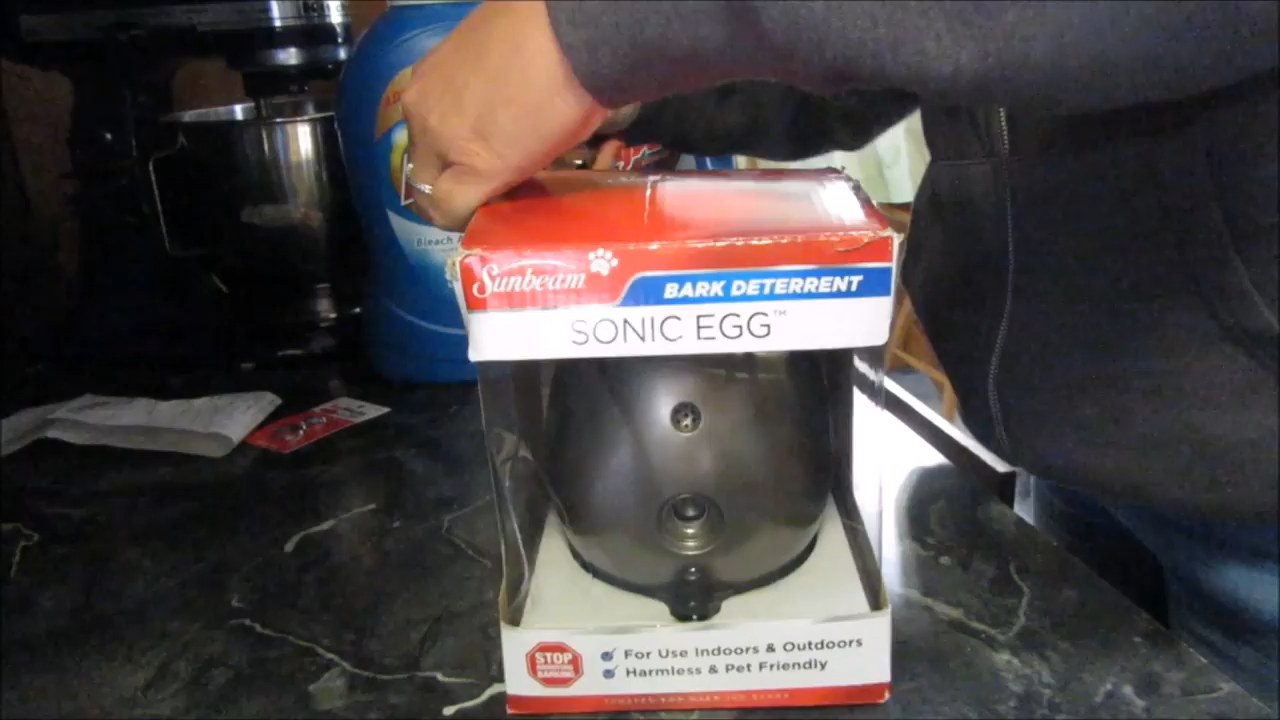 Bleach
Sunbeam
BARK DETERRENT
SONIC EGG™
STOP
BARKING
For Use Indoors & Outdoors
Harmless & Pet Friendly